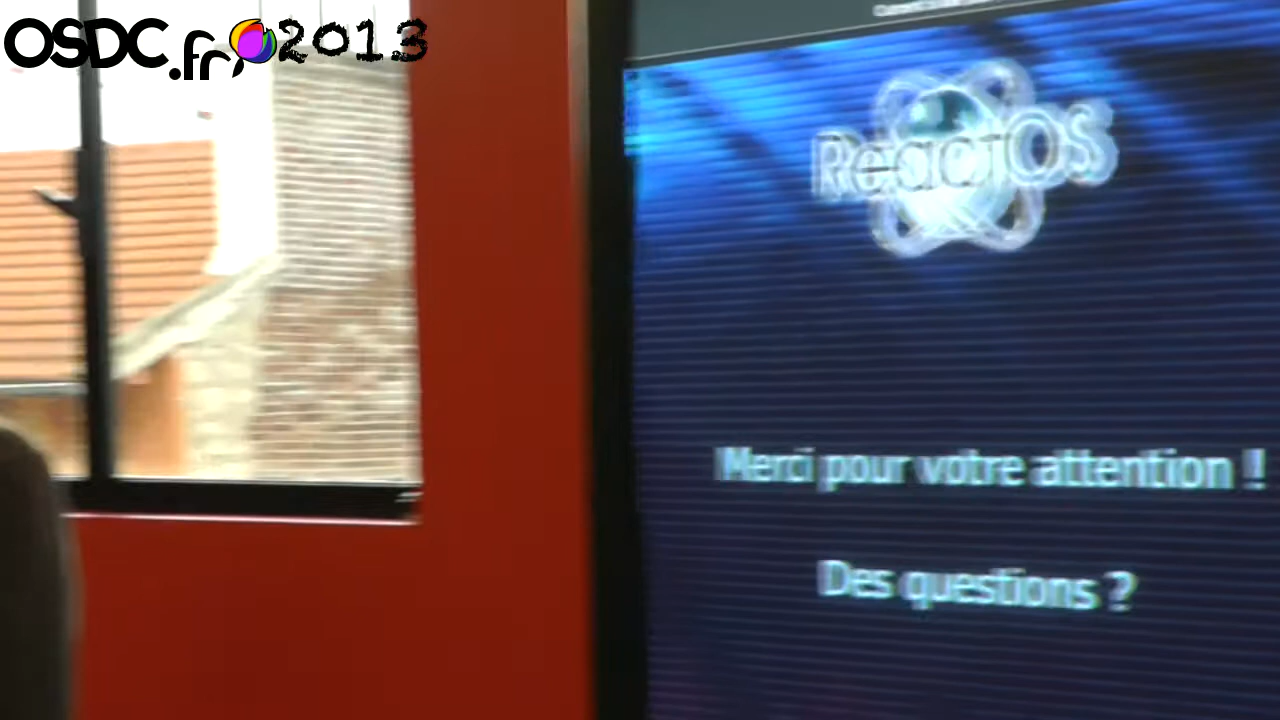 OSDC.fr 2013
ReactOS
Merci pour votre attention !
Des questions ?